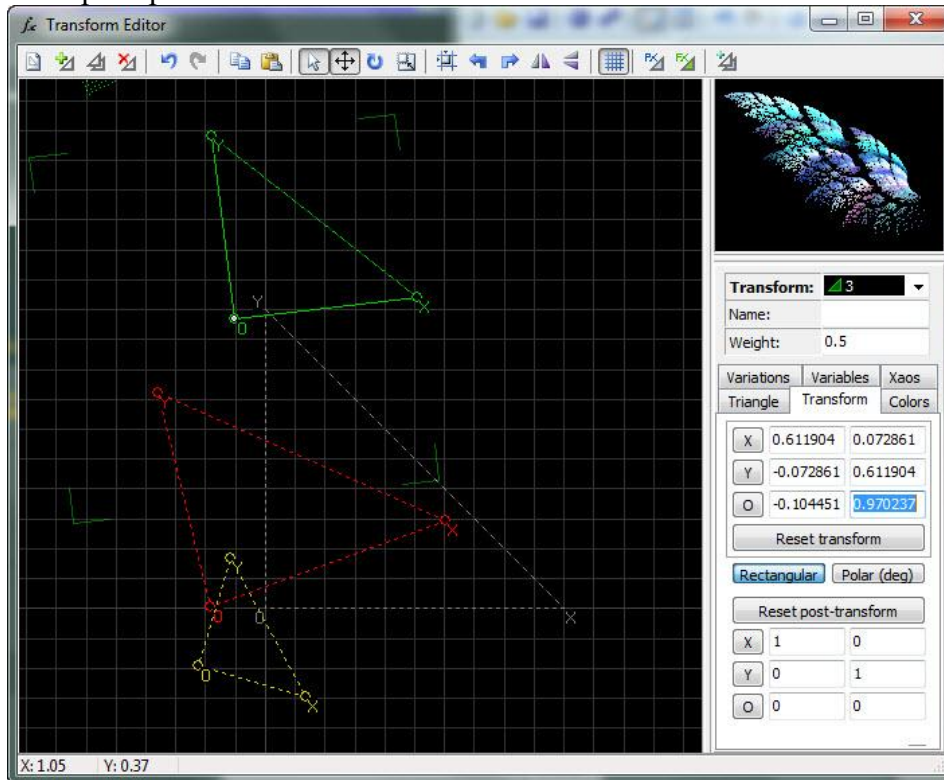 Transform Editor
Y
X
O
Y
Y
X
O
Y
O
X
O
X
Transform: 3
Name:
Weight: 0.5
Variations Variables Xaos
Triangle Transform Colors
X 0.611904 0.072861
Y -0.072861 0.611904
O -0.104451 0.970237
Reset transform
Rectangular Polar (deg)
Reset post-transform
X 1 0
Y 0 1
O 0 0
X: 1.05 Y: 0.37